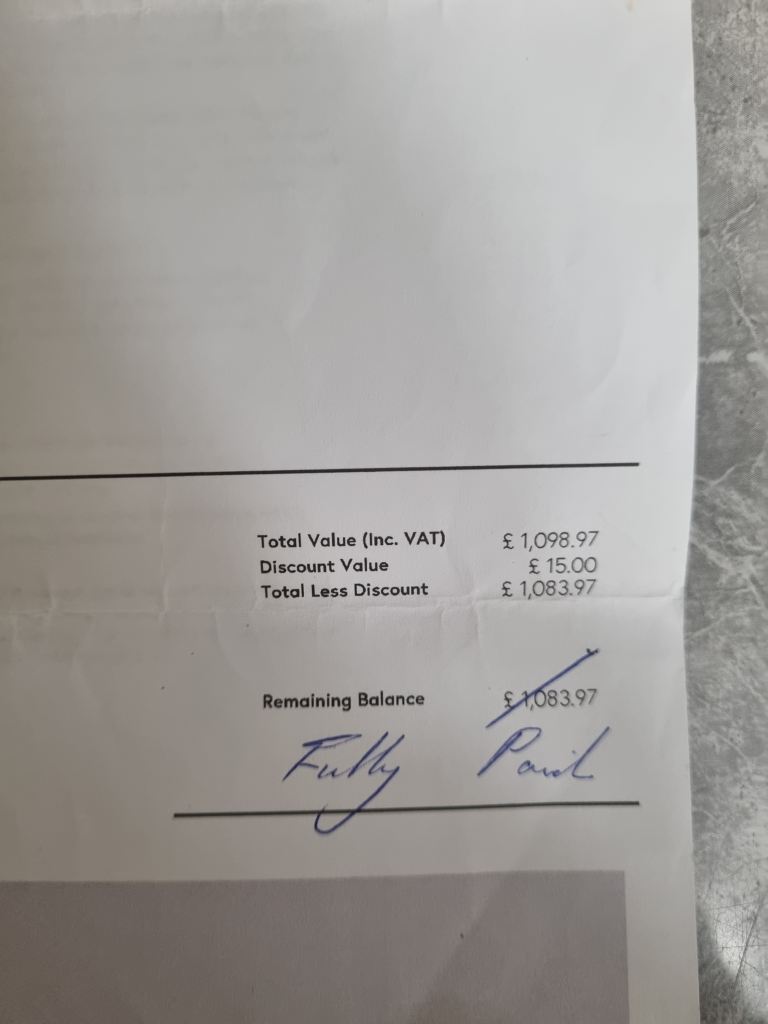 Total Value (Inc. VAT) £ 1,098.97
Discount Value £ 15.00
Total Less Discount £ 1,083.97
Remaining Balance £ 1,083.97
Fully Paid